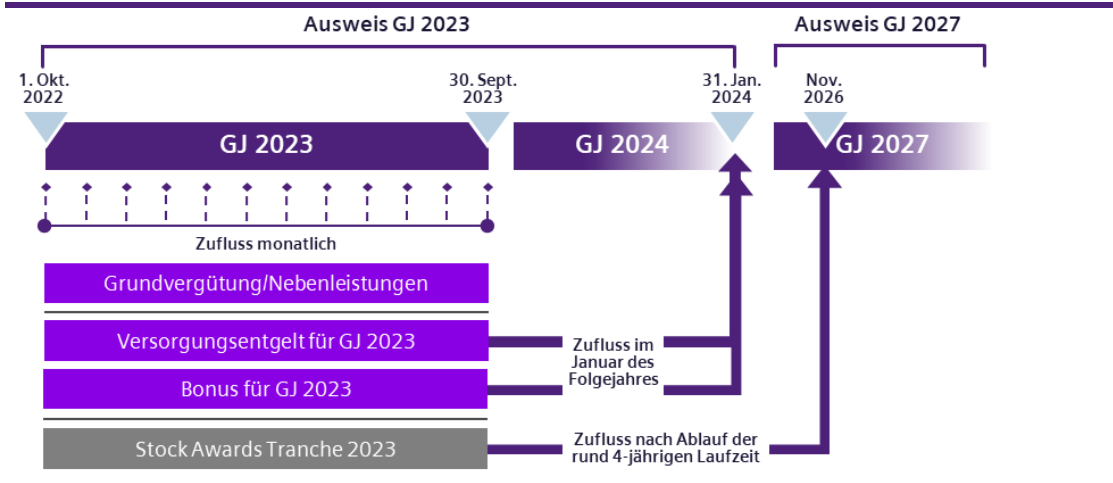 Ausweis GJ 2023
Ausweis GJ 2027
1. Okt.
2022
30. Sept.
2023
31. Jan.
2024
Nov.
2026
GJ 2023
GJ 2024
GJ 2027
Zufluss monatlich
Grundvergütung/Nebenleistungen
Versorgungsentgelt für GJ 2023
Bonus für GJ 2023
Zufluss im
Januar des
Folgejahres
Stock Awards Tranche 2023
Zufluss nach Ablauf der
rund 4-jährigen Laufzeit